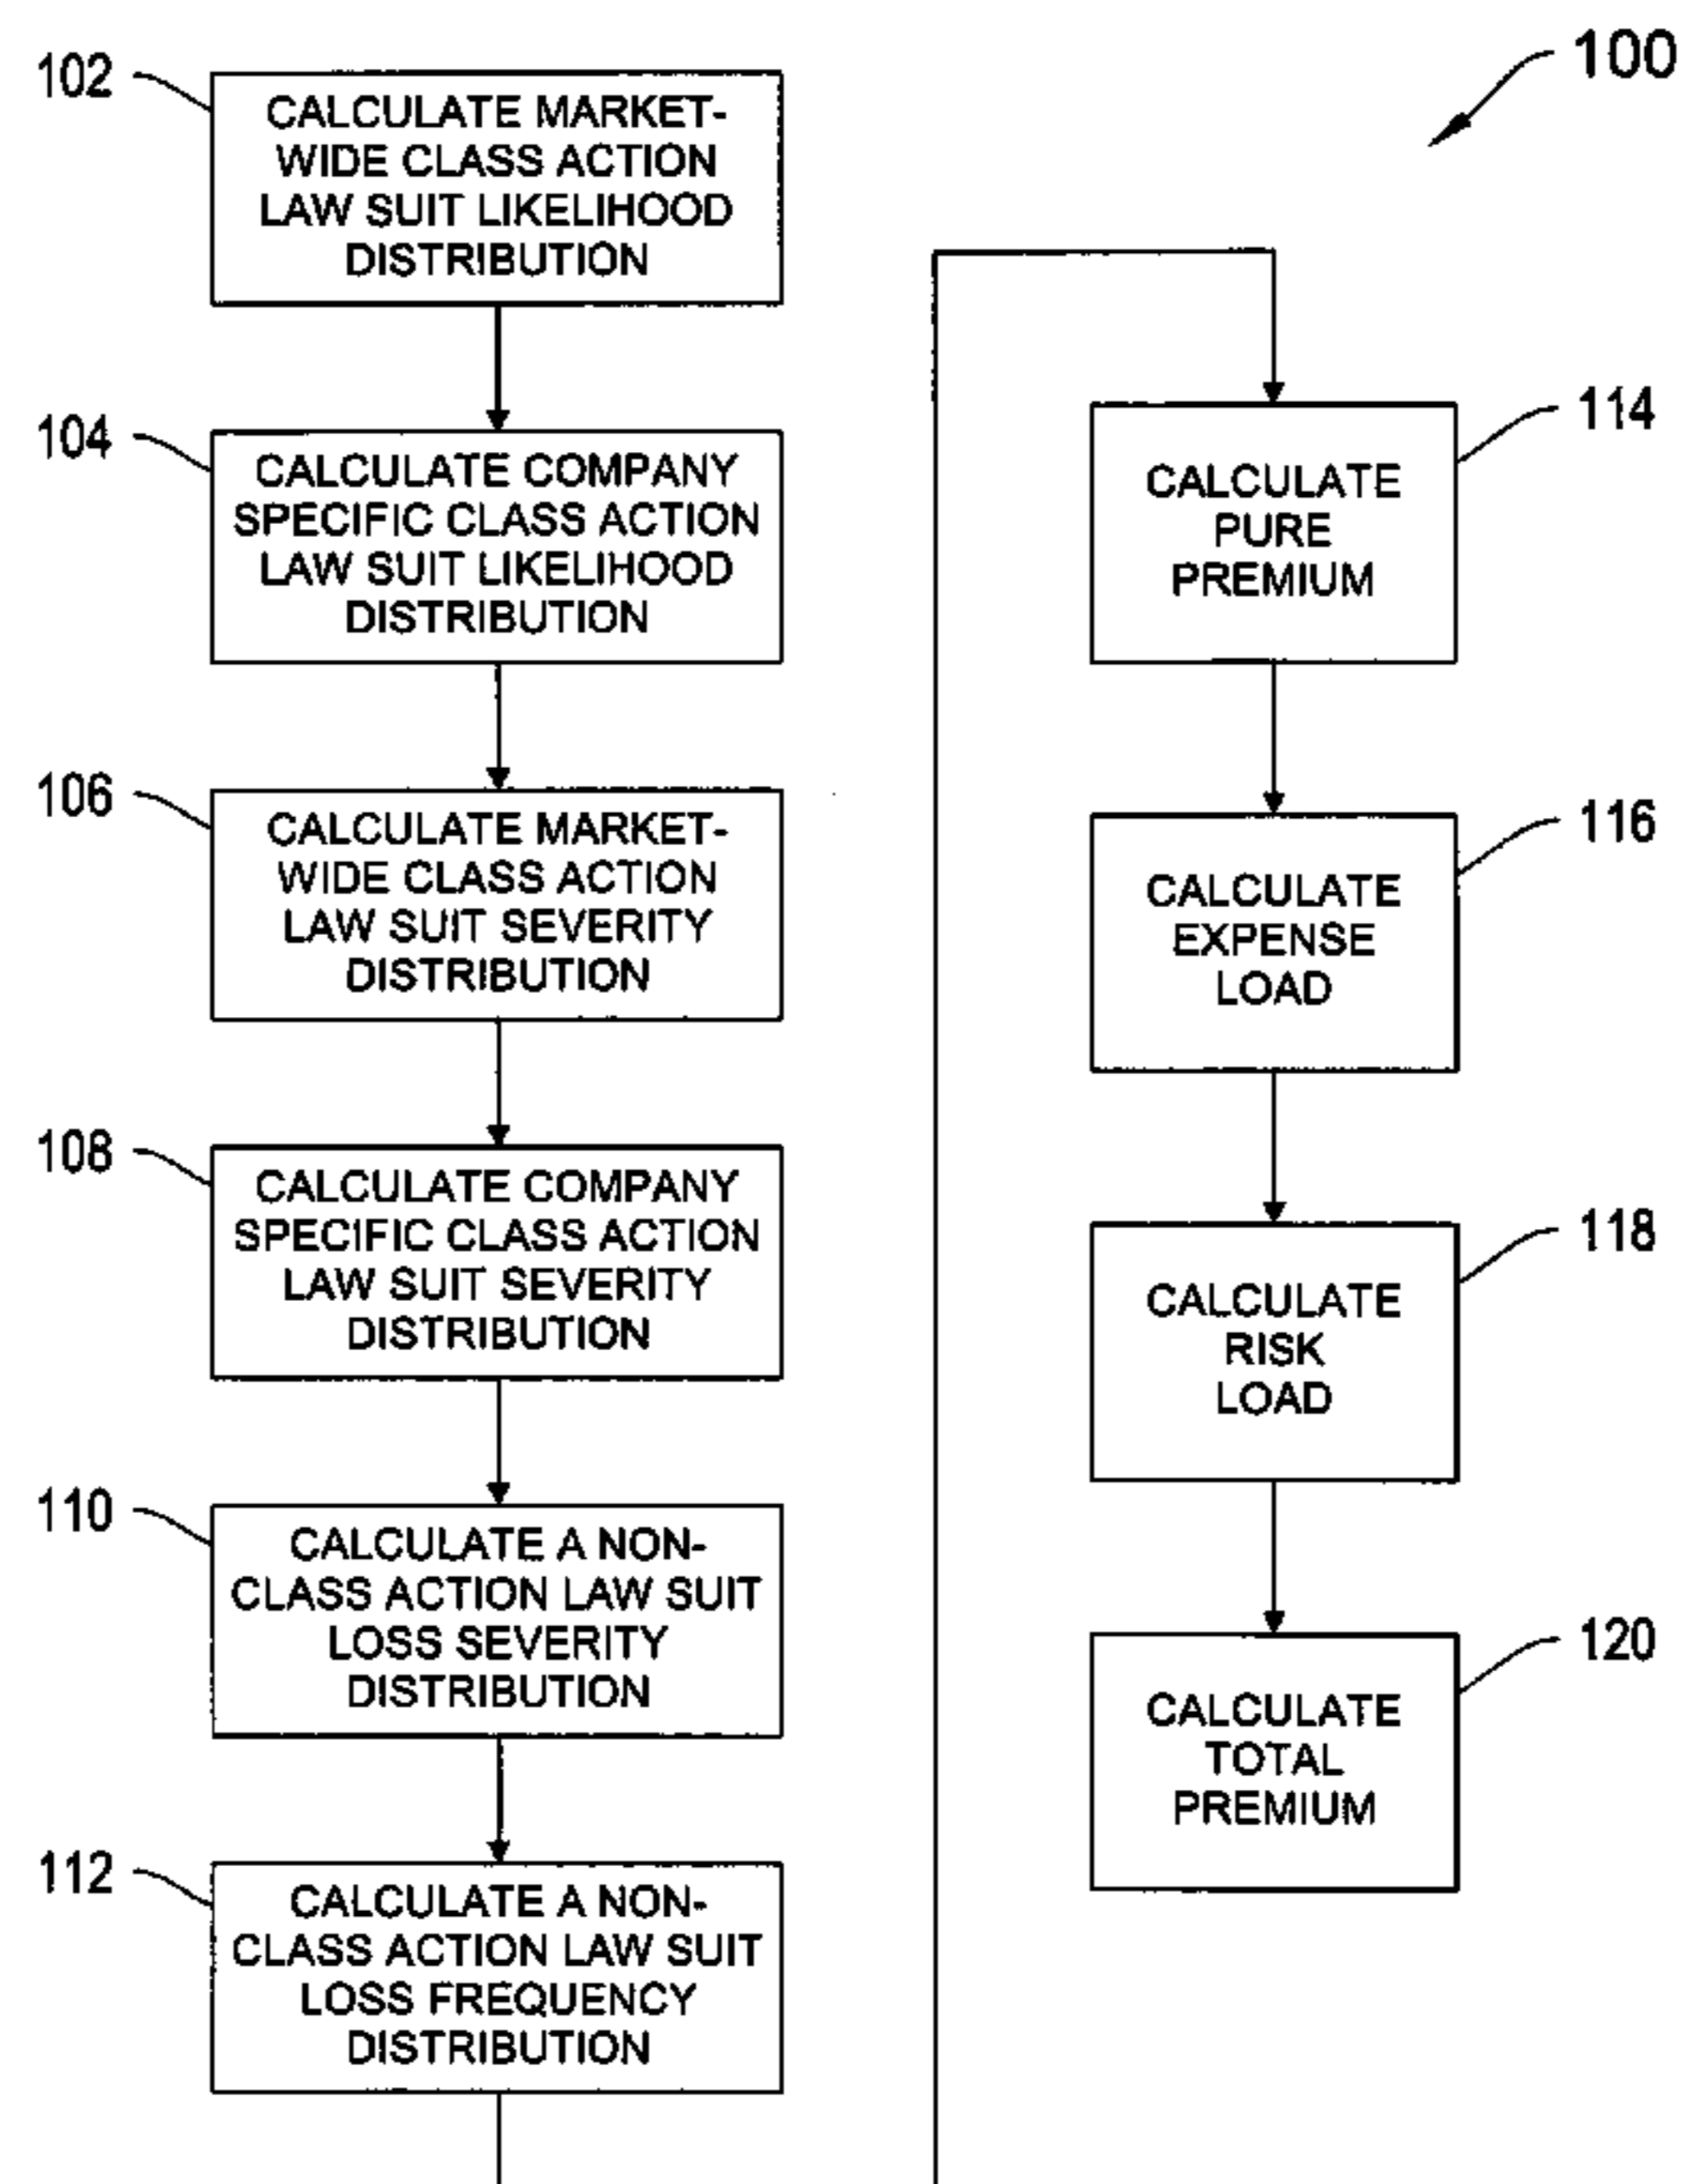 100
102
CALCULATE MARKET-
WIDE CLASS ACTION
LAW SUIT LIKELIHOOD
DISTRIBUTION
104
CALCULATE COMPANY
SPECIFIC CLASS ACTION
LAW SUIT LIKELIHOOD
DISTRIBUTION
106
CALCULATE MARKET-
WIDE CLASS ACTION
LAW SUIT SEVERITY
DISTRIBUTION
108
CALCULATE COMPANY
SPECIFIC CLASS ACTION
LAW SUIT SEVERITY
DISTRIBUTION
110
CALCULATE A NON-
CLASS ACTION LAW SUIT
LOSS SEVERITY
DISTRIBUTION
112
CALCULATE A NON-
CLASS ACTION LAW SUIT
LOSS FREQUENCY
DISTRIBUTION
114
CALCULATE
PURE
PREMIUM
116
CALCULATE
EXPENSE
LOAD
118
CALCULATE
RISK
LOAD
120
CALCULATE
TOTAL
PREMIUM